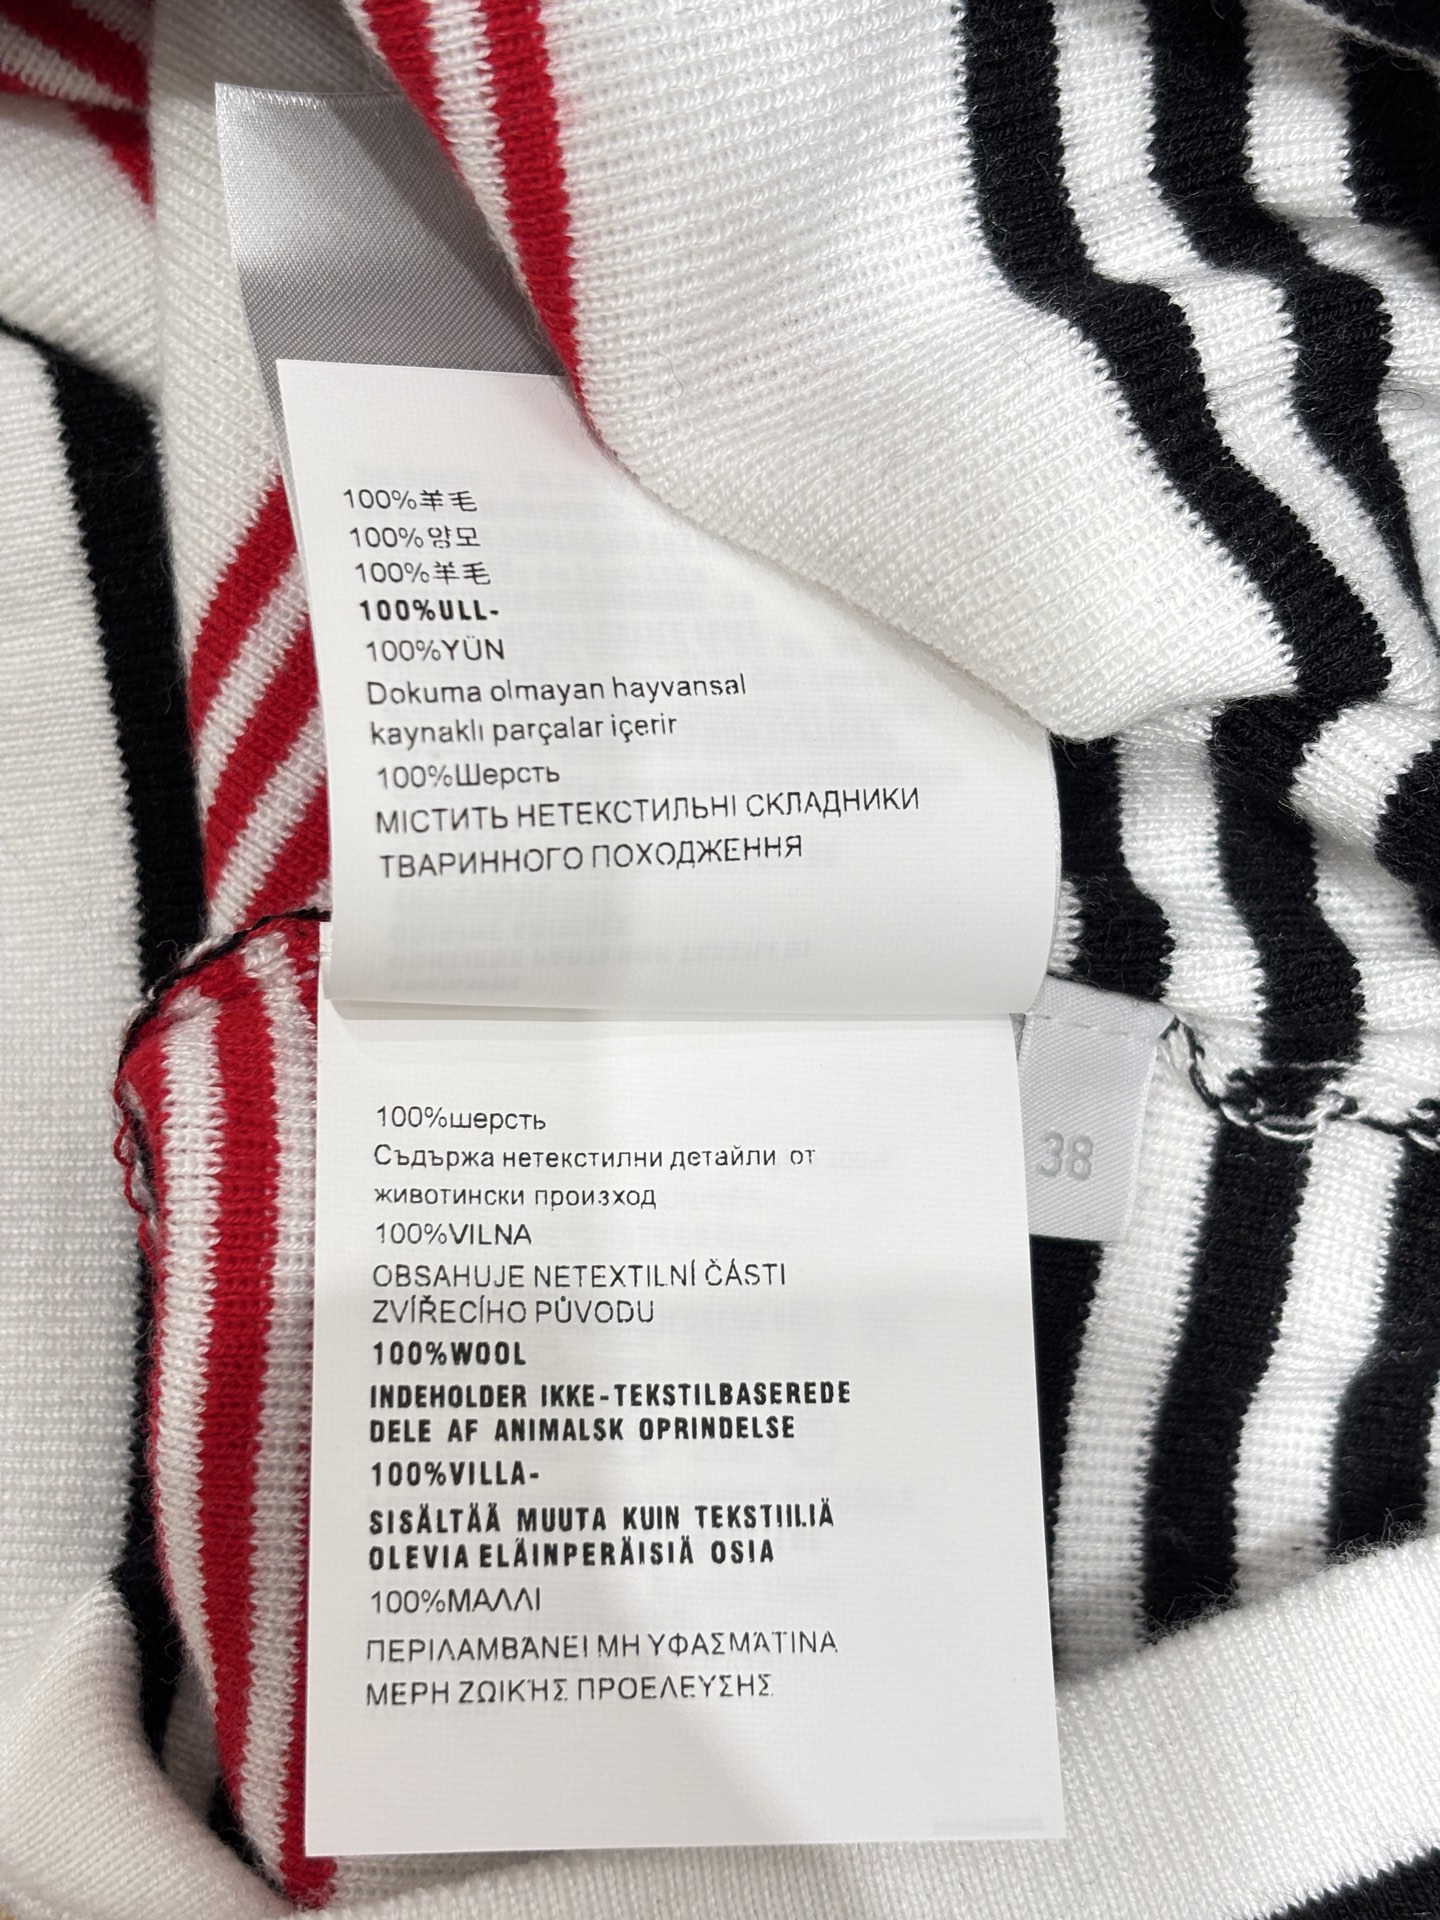 100%羊毛
100%양모
100%羊毛
100%ULL-
100%YÜN
Dokuma olmayan hayvansal
kaynaklı parçalar içerir
100%Шерсть
МІСТИТЬ НЕТЕКСТИЛЬНІ СКЛАДНИКИ
ТВАРИННОГО ПОХОДЖЕННЯ
100%шерсть
Съдържа нетекстилни детайли от
животински произход
100%VILNA
OBSAHUJE NETEXTILNÍ ČÁSTI
ZVÍŘECÍHO PŮVODU
100%WOOL
INDEHOLDER IKKE-TEKSTILBASEREDE
DELE AF ANIMALSK OPRINDELSE
100%VILLA-
SISÄLTÄÄ MUUTA KUIN TEKSTIILIÄ
OLEVIA ELÄINPERÄISIÄ OSIA
100%ΜΑΛΛΙ
ΠΕΡΙΛΑΜΒΆΝΕΙ ΜΗ ΥΦΑΣΜΆΤΙΝΑ
ΜΕΡΗ ΖΩΙΚΉΣ ΠΡΟΕΛΕΥΣΗΣ
38